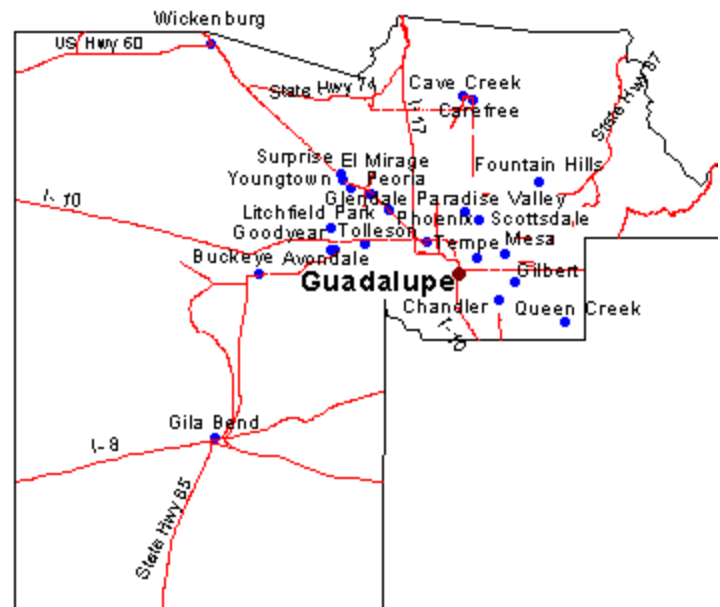 Wickenburg
US Hwy 60
State Hwy 74
Cave Creek
Carefree
I- 17
State Hwy 87
Surprise
El Mirage
Fountain Hills
Youngtown
Peoria
Glendale
Paradise Valley
I- 10
Litchfield Park
Phoenix
Scottsdale
Goodyear
Tolleson
Tempe
Mesa
Buckeye
Avondale
Guadalupe
Gilbert
Chandler
Queen Creek
I- 10
Gila Bend
I- 8
State Hwy 85